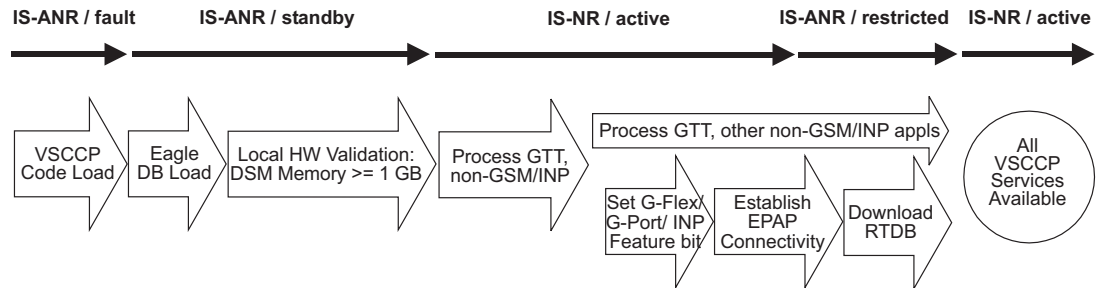 IS-ANR / fault
IS-ANR / standby
IS-NR / active
IS-ANR / restricted
IS-NR / active
VSCCP
Code Load
Eagle
DB Load
Local HW Validation:
DSM Memory >= 1 GB
Process GTT,
non-GSM/INP
Process GTT, other non-GSM/INP appls
Set G-Flex/
G-Port/ INP
Feature bit
Establish
EPAP
Connectivity
Download
RTDB
All
VSCCP
Services
Available